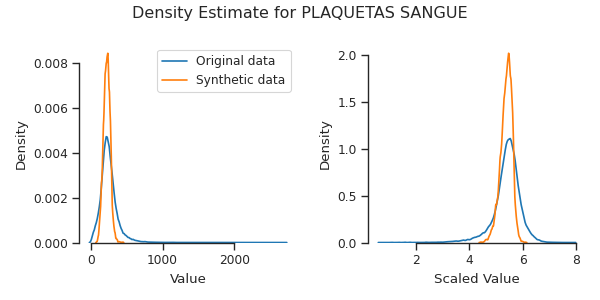 Density Estimate for PLAQUETAS SANGUE
Original data
Synthetic data
Density
0.008
0.006
0.004
0.002
0.000
0
1000
2000
Value
Density
2.0
1.5
1.0
0.5
0.0
2
4
6
8
Scaled Value